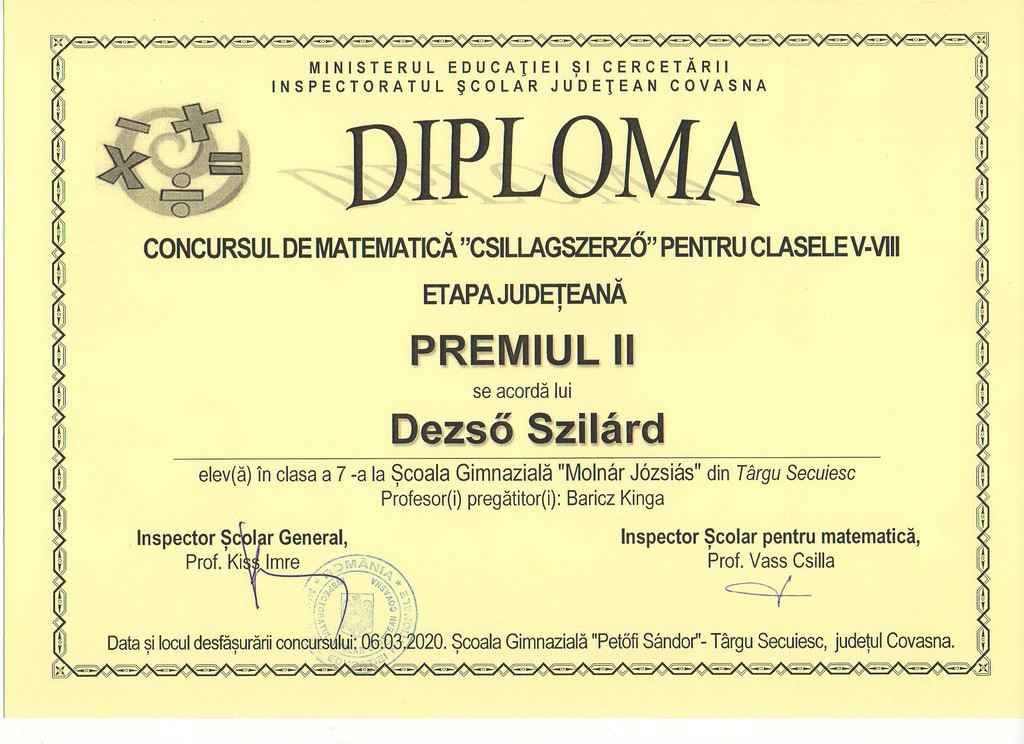 MINISTERUL EDUCAŢIEI ȘI CERCETĂRII
INSPECTORATUL ŞCOLAR JUDEŢEAN COVASNA
DIPLOMA
CONCURSUL DE MATEMATICĂ ”CSILLAGSZERZŐ” PENTRU CLASELE V-VIII
ETAPA JUDEȚEANĂ
PREMIUL II
se acordă lui
Dezső Szilárd
elev(ă) în clasa a 7 -a la Școala Gimnazială "Molnár Józsiás" din Târgu Secuiesc
Profesor(i) pregătitor(i): Baricz Kinga
Inspector Școlar General,
Prof. Kiss Imre
Inspector Școlar pentru matematică,
Prof. Vass Csilla
ROMÂNIA
COVASNA
Data și locul desfășurării concursului: 06.03.2020. Școala Gimnazială "Petőfi Sándor"- Târgu Secuiesc, județul Covasna.